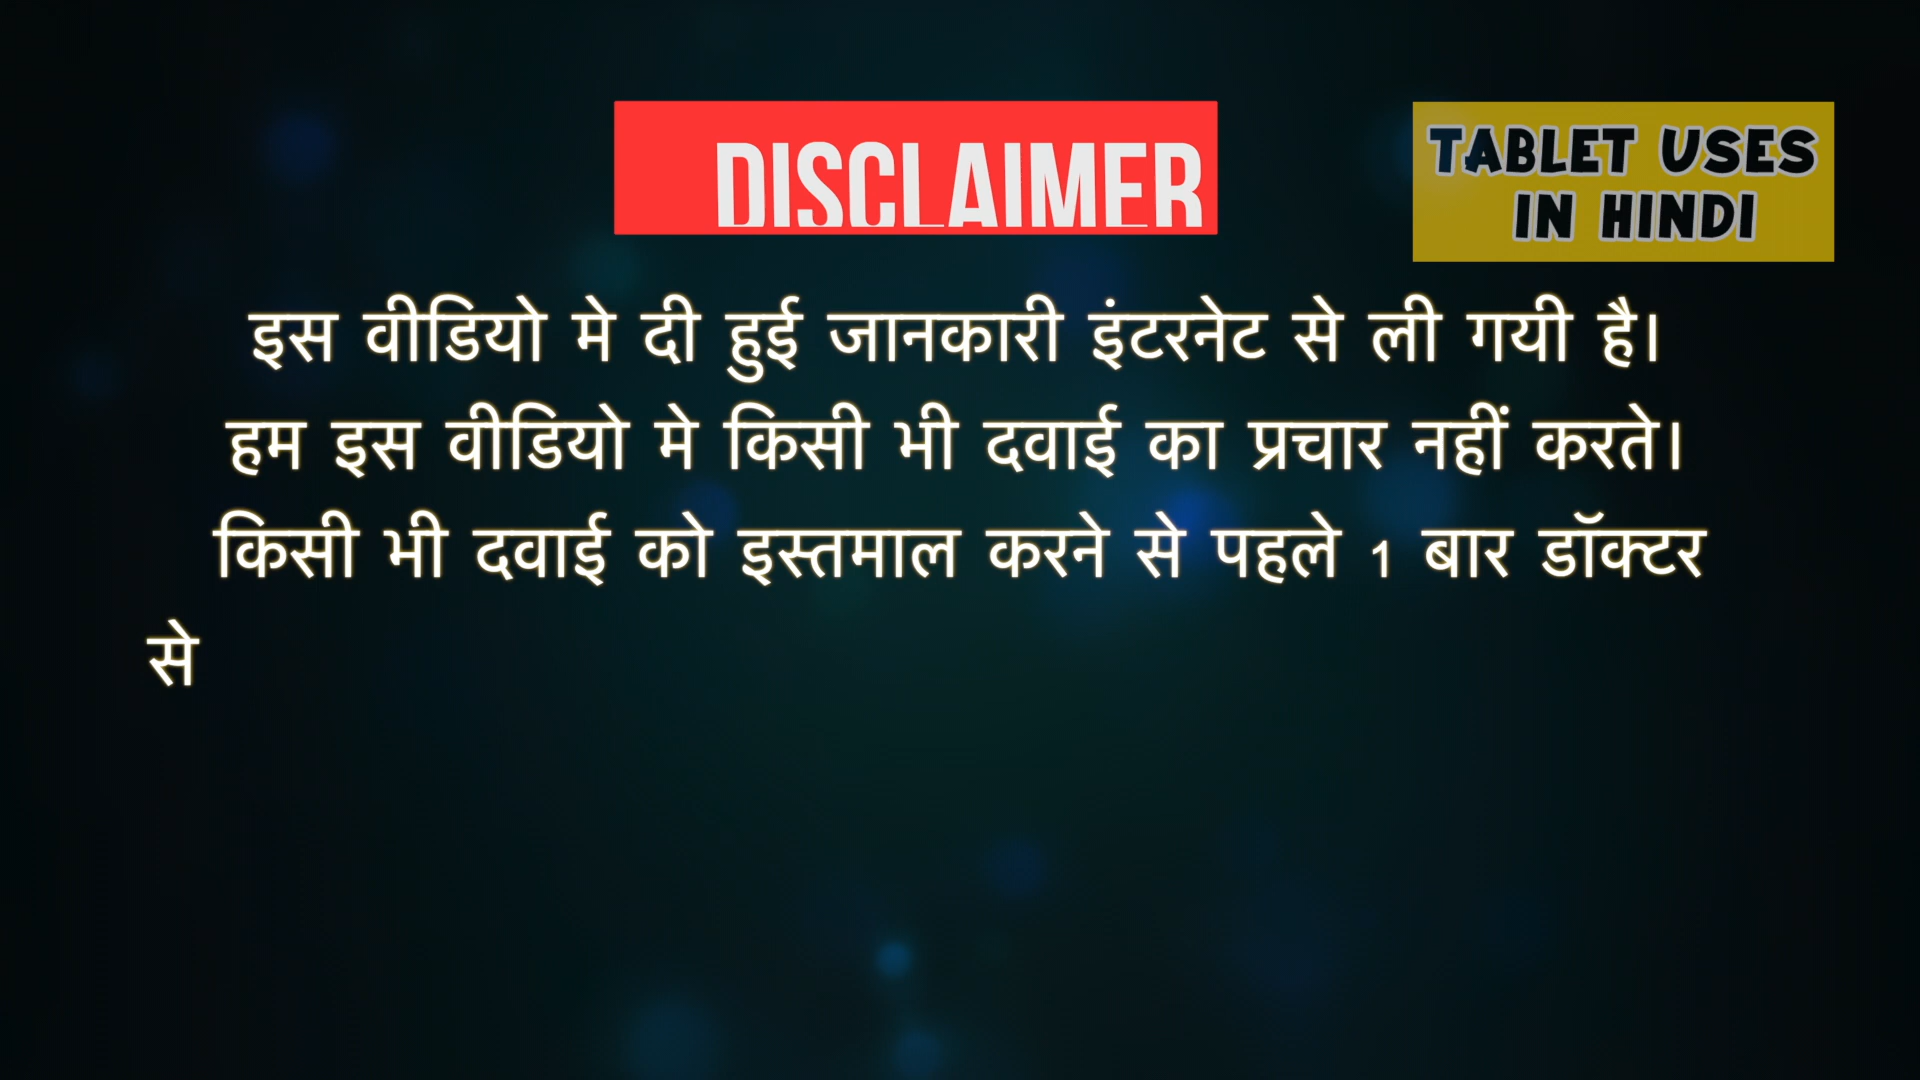 DISCLAIMER
TABLET USES
IN HINDI
इस वीडियो मे दी हुई जानकारी इंटरनेट से ली गयी है।
हम इस वीडियो मे किसी भी दवाई का प्रचार नहीं करते।
किसी भी दवाई को इस्तमाल करने से पहले 1 बार डॉक्टर
से